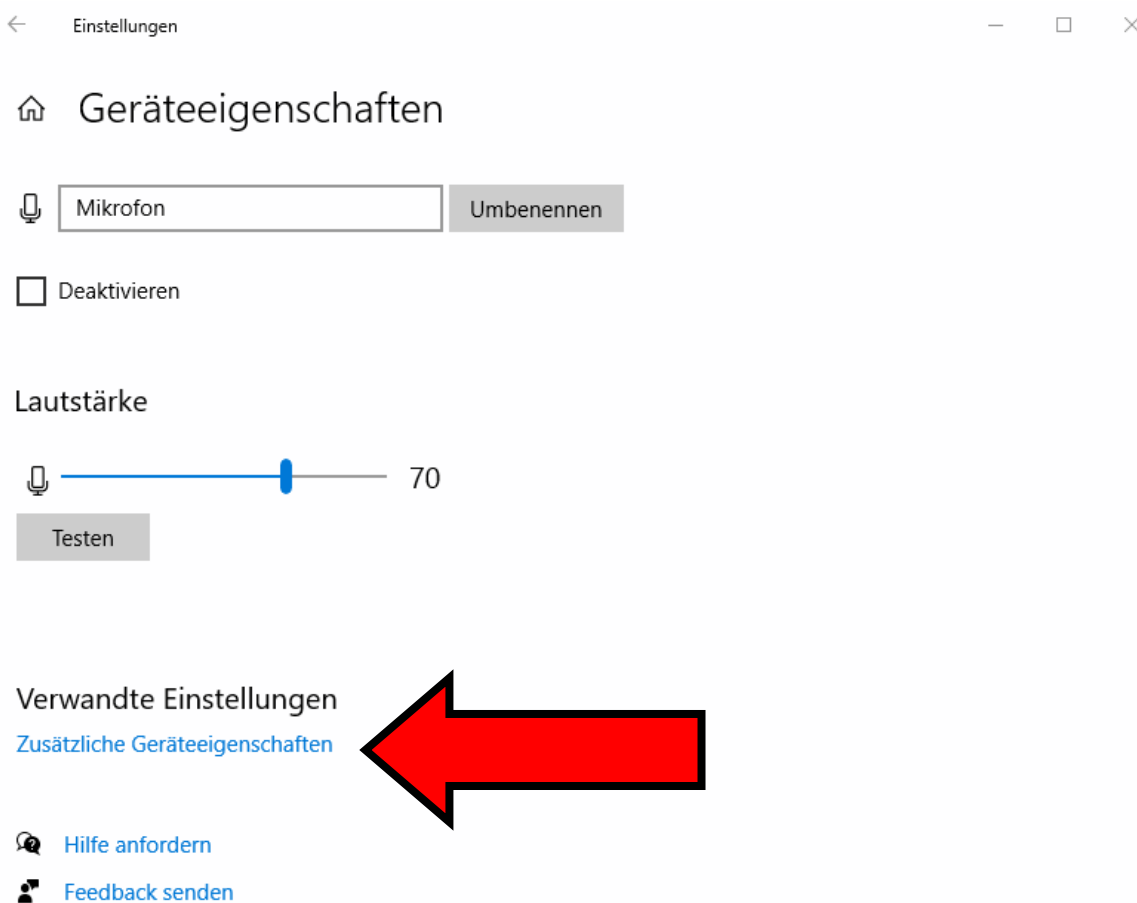 Einstellungen
Geräteeigenschaften
Mikrofon
Umbenennen
Deaktivieren
Lautstärke
70
Testen
Verwandte Einstellungen
Zusätzliche Geräteeigenschaften
Hilfe anfordern
Feedback senden